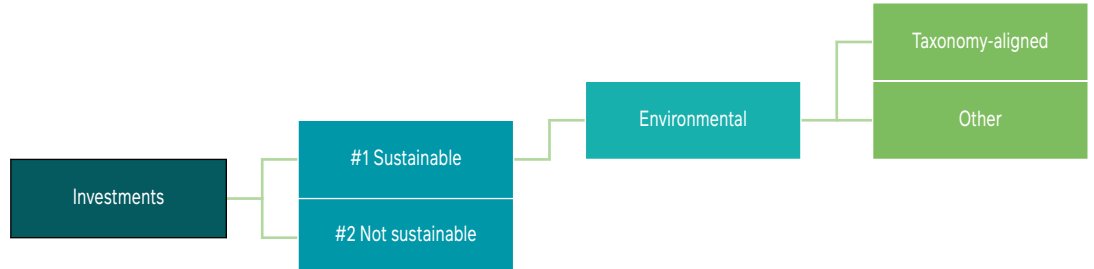 Investments
#1 Sustainable
#2 Not sustainable
Environmental
Taxonomy-aligned
Other